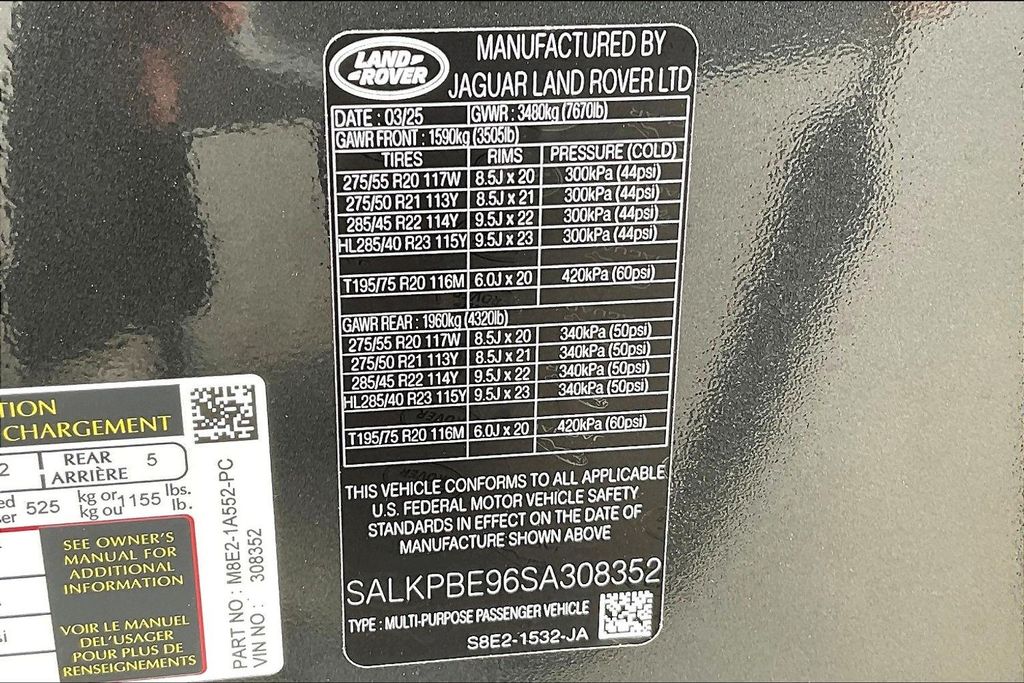 LAND
ROVER
MANUFACTURED BY
JAGUAR LAND ROVER LTD
DATE : 03/25 GVWR : 3480kg (7670lb)
GAWR FRONT : 1590kg (3505lb)
TIRES RIMS PRESSURE (COLD)
275/55 R20 117W 8.5J x 20 300kPa (44psi)
275/50 R21 113Y 8.5J x 21 300kPa (44psi)
285/45 R22 114Y 9.5J x 22 300kPa (44psi)
HL285/40 R23 115Y 9.5J x 23 300kPa (44psi)
T195/75 R20 116M 6.0J x 20 420kPa (60psi)
GAWR REAR : 1960kg (4320lb)
275/55 R20 117W 8.5J x 20 340kPa (50psi)
275/50 R21 113Y 8.5J x 21 340kPa (50psi)
285/45 R22 114Y 9.5J x 22 340kPa (50psi)
HL285/40 R23 115Y 9.5J x 23 340kPa (50psi)
T195/75 R20 116M 6.0J x 20 420kPa (60psi)
THIS VEHICLE CONFORMS TO ALL APPLICABLE
U.S. FEDERAL MOTOR VEHICLE SAFETY
STANDARDS IN EFFECT ON THE DATE OF
MANUFACTURE SHOWN ABOVE
SALKPBE96SA308352
TYPE : MULTI-PURPOSE PASSENGER VEHICLE
S8E2-1532-JA
TION
CHARGEMENT
2 REAR 5
ARRIÈRE
ed 525 kg or 1155 lbs.
ser kg ou lb.
SEE OWNER'S
MANUAL FOR
ADDITIONAL
INFORMATION
VOIR LE MANUEL
DEL'USAGER
POUR PLUS DE
RENSEIGNEMENTS
PART NO : M8E2-1A552-PC
VIN NO : 308352